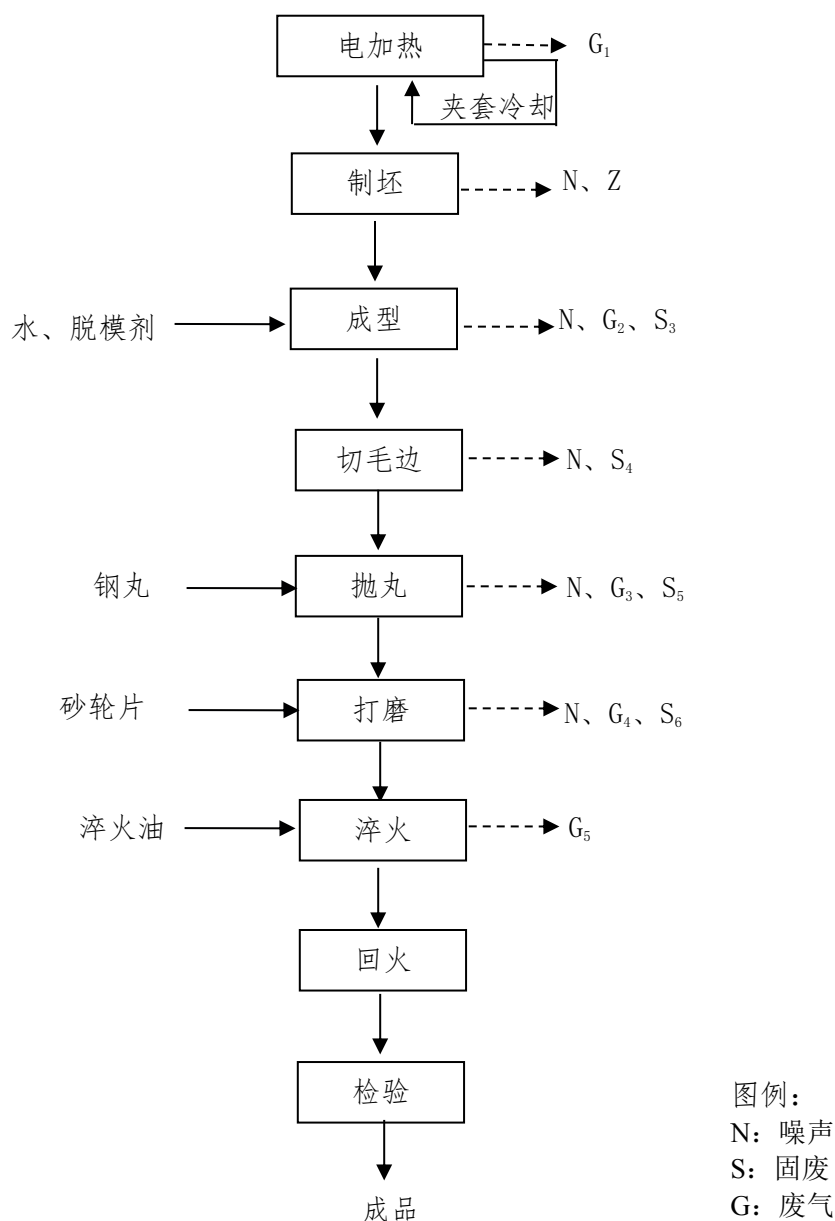 电加热
G₁
夹套冷却
制坯
N、Z
水、脱模剂
成型
N、G₂、S₃
切毛边
N、S₄
钢丸
抛丸
N、G₃、S₅
砂轮片
打磨
N、G₄、S₆
淬火油
淬火
G₅
回火
检验
成品
图例：
N：噪声
S：固废
G：废气